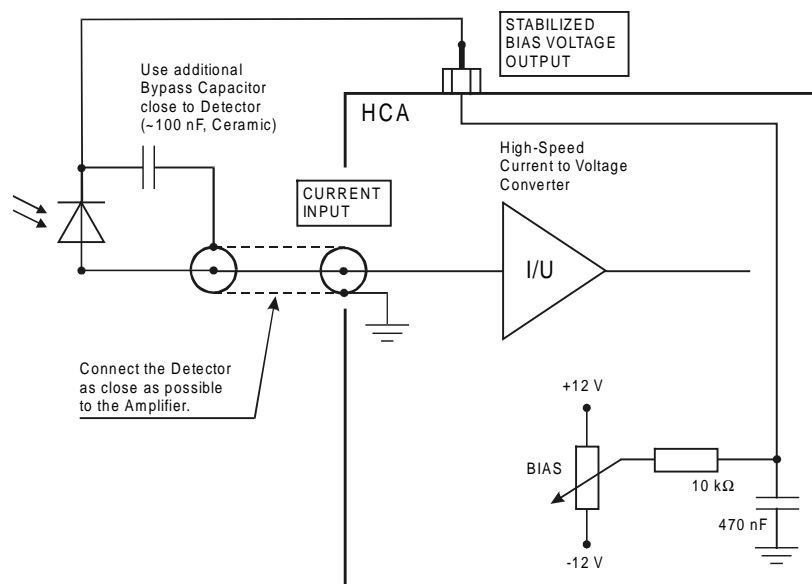 STABILIZED
BIAS VOLTAGE
OUTPUT
Use additional
Bypass Capacitor
close to Detector
(~100 nF, Ceramic)
HCA
High-Speed
Current to Voltage
Converter
CURRENT
INPUT
I/U
Connect the Detector
as close as possible
to the Amplifier.
+12 V
BIAS
10 kΩ
470 nF
-12 V